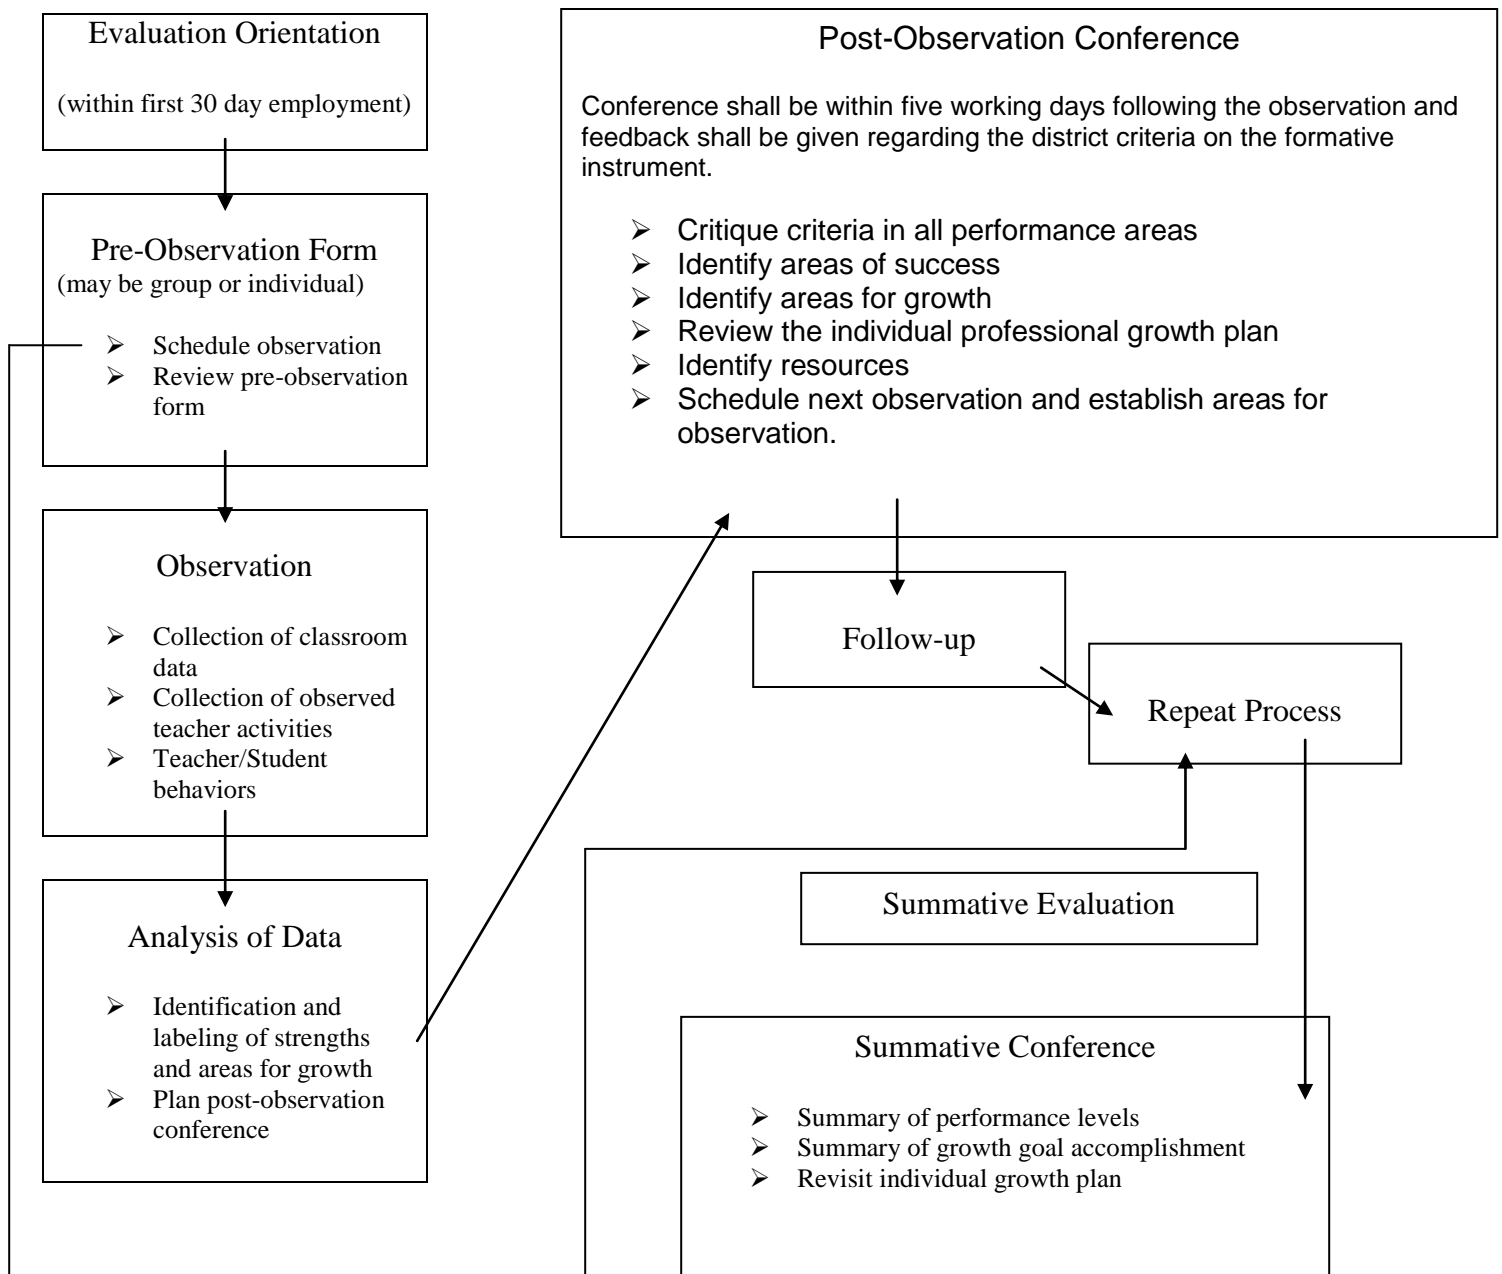 Evaluation Orientation
(within first 30 day employment)
Pre-Observation Form
(may be group or individual)
➢ Schedule observation
➢ Review pre-observation
form
Observation
➢ Collection of classroom
data
➢ Collection of observed
teacher activities
➢ Teacher/Student
behaviors
Analysis of Data
➢ Identification and
labeling of strengths
and areas for growth
➢ Plan post-observation
conference
Post-Observation Conference
Conference shall be within five working days following the observation and
feedback shall be given regarding the district criteria on the formative
instrument.
➢ Critique criteria in all performance areas
➢ Identify areas of success
➢ Identify areas for growth
➢ Review the individual professional growth plan
➢ Identify resources
➢ Schedule next observation and establish areas for
observation.
Follow-up
Repeat Process
Summative Evaluation
Summative Conference
➢ Summary of performance levels
➢ Summary of growth goal accomplishment
➢ Revisit individual growth plan